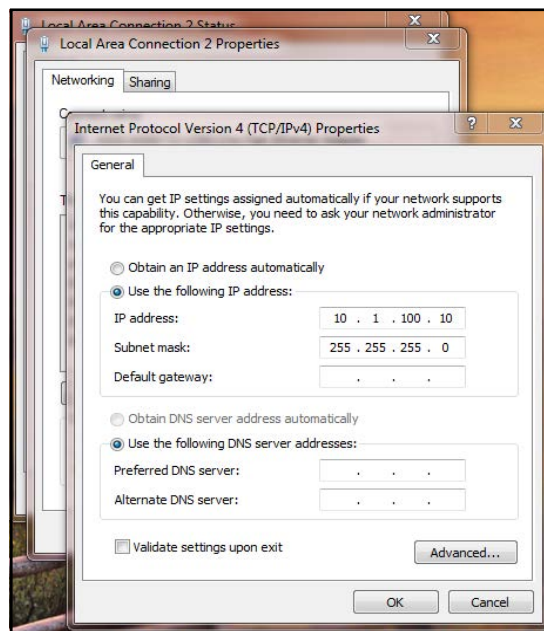 Local Area Connection 2 Status
Local Area Connection 2 Properties
Networking
Sharing
Internet Protocol Version 4 (TCP/IPv4) Properties
General
You can get IP settings assigned automatically if your network supports
this capability. Otherwise, you need to ask your network administrator
for the appropriate IP settings.
Obtain an IP address automatically
Use the following IP address:
IP address: 10 . 1 . 100 . 10
Subnet mask: 255 . 255 . 255 . 0
Default gateway: . . .
Obtain DNS server address automatically
Use the following DNS server addresses:
Preferred DNS server: . . .
Alternate DNS server: . . .
Validate settings upon exit
Advanced...
OK
Cancel